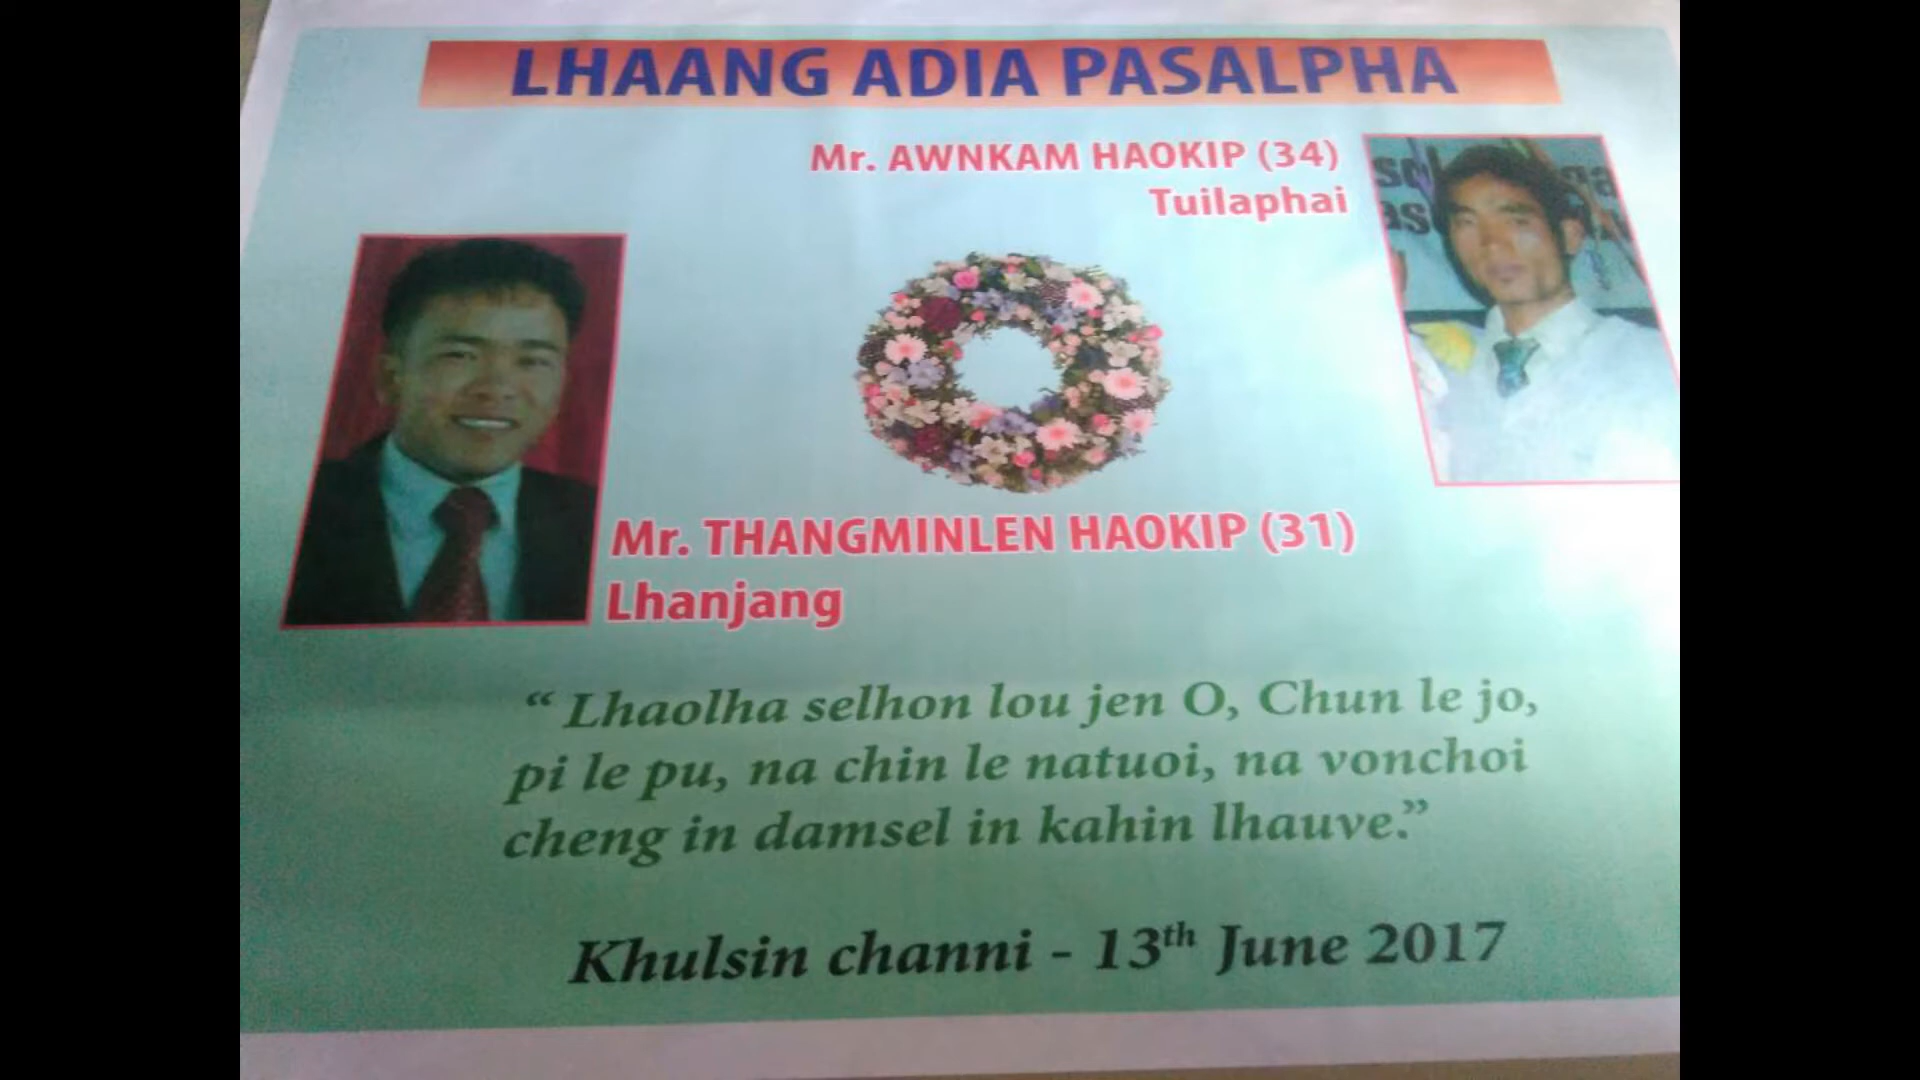 LHAANG ADIA PASALPHA
Mr. AWNKAM HAOKIP (34)
Tuilaphai
Mr. THANGMINLEN HAOKIP (31)
Lhanjang
“ Lhaolha selhon lou jen O, Chun le jo,
pi le pu, na chin le natuoi, na vonchoi
cheng in damsel in kahin lhauve.”
Khulsin channi - 13th June 2017